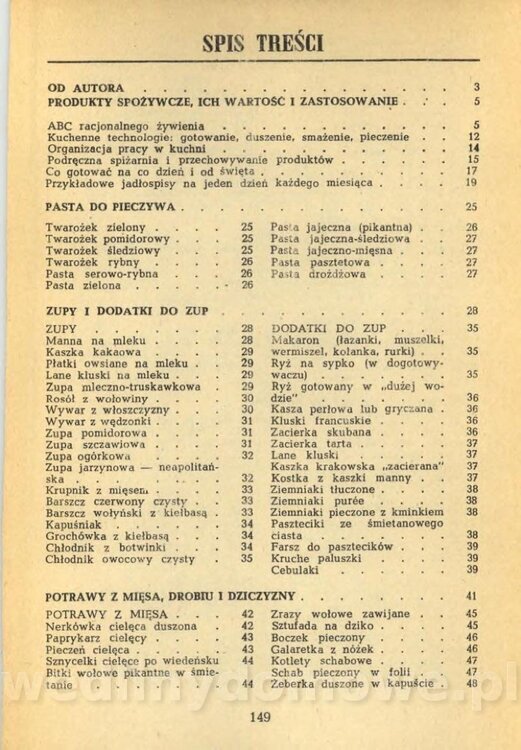 SPIS TREŚCI
OD AUTORA . . . . . . . . . . . . . 3
PRODUKTY SPOŻYWCZE, ICH WARTOŚĆ I ZASTOSOWANIE . . . 5
ABC racjonalnego żywienia . . . . . . . . . . 5
Kuchenne technologie: gotowanie, duszenie, smażenie, pieczenie . . 12
Organizacja pracy w kuchni . . . . . . . . . . 14
Podręczna spiżarnia i przechowywanie produktów . . . . . 15
Co gotować na co dzień i od święta . . . . . . . . 17
Przykładowe jadłospisy na jeden dzień każdego miesiąca . . . . 19
PASTA DO PIECZYWA . . . . . . . . . . . 25
Twarożek zielony . . . . 25
Twarożek pomidorowy . . . 25
Twarożek śledziowy . . . 25
Twarożek rybny . . . . 26
Pasta serowo-rybna . . . 26
Pasta zielona . . . . . 26
Pasta jajeczna (pikantna) . . 26
Pasta jajeczna-śledziowa . . 27
Pasta jajeczno-mięsna . . . 27
Pasta pasztetowa . . . . 27
Pasta drożdżowa . . . . 27
ZUPY I DODATKI DO ZUP . . . . . . . . . . 28
ZUPY . . . . . . . 28
Manna na mleku . . . . 28
Kaszka kakaowa . . . . 29
Płatki owsiane na mleku . . 29
Lane kluski na mleku . . . 29
Zupa mleczno-truskawkowa . 29
Rosół z wołowiny . . . . 30
Wywar z włoszczyzny . . . 30
Wywar z wędzonki . . . . 31
Zupa pomidorowa . . . . 31
Zupa szczawiowa . . . . 31
Zupa ogórkowa . . . . 32
Zupa jarzynowa — neapolitań-
ska . . . . . . . . 32
Krupnik z mięsem . . . . 33
Barszcz czerwony czysty . . 33
Barszcz wołyński z kiełbasą . 33
Kapuśniak . . . . . . 34
Grochówka z kiełbasą . . . 34
Chłodnik z botwinki . . . 34
Chłodnik owocowy czysty . . 35
DODATKI DO ZUP . . . . 35
Makaron (łazanki, muszelki,
wermiszel, kolanka, rurki) . . 35
Ryż na sypko (w dogotowy-
waczu) . . . . . . . 35
Ryż gotowany w „dużej wo-
dzie” . . . . . . . 36
Kasza perłowa lub gryczana . 36
Kluski francuskie . . . . 36
Zacierka skubana . . . . 36
Zacierka tarta . . . . . 37
Lane kluski . . . . . 37
Kaszka krakowska „zacierana” 37
Kostka z kaszki manny . . 37
Ziemniaki tłuczone . . . . 38
Ziemniaki purée . . . . 38
Ziemniaki pieczone z kminkiem 38
Paszteciki ze śmietanowego
ciasta . . . . . . . 38
Farsz do pasztecików . . . 39
Kruche paluszki . . . . 39
Cebulaki . . . . . . 39
POTRAWY Z MIĘSA, DROBIU I DZICZYZNY . . . . . . 41
POTRAWY Z MIĘSA . . . 42
Nerkówka cielęca duszona . 42
Paprykarz cielęcy . . . . 43
Pieczeń cielęca . . . . . 43
Sznycelki cielęce po wiedeńsku 44
Bitki wołowe pikantne w śmie-
tanie . . . . . . . 44
Zrazy wołowe zawijane . . 45
Sztufada na dziko . . . . 45
Boczek pieczony . . . . 46
Galaretka z nóżek . . . . 46
Kotlety schabowe . . . . 47
Schab pieczony w folii . . 47
Żeberka duszone w kapuście . 48
wedlinydomowe.pl
149